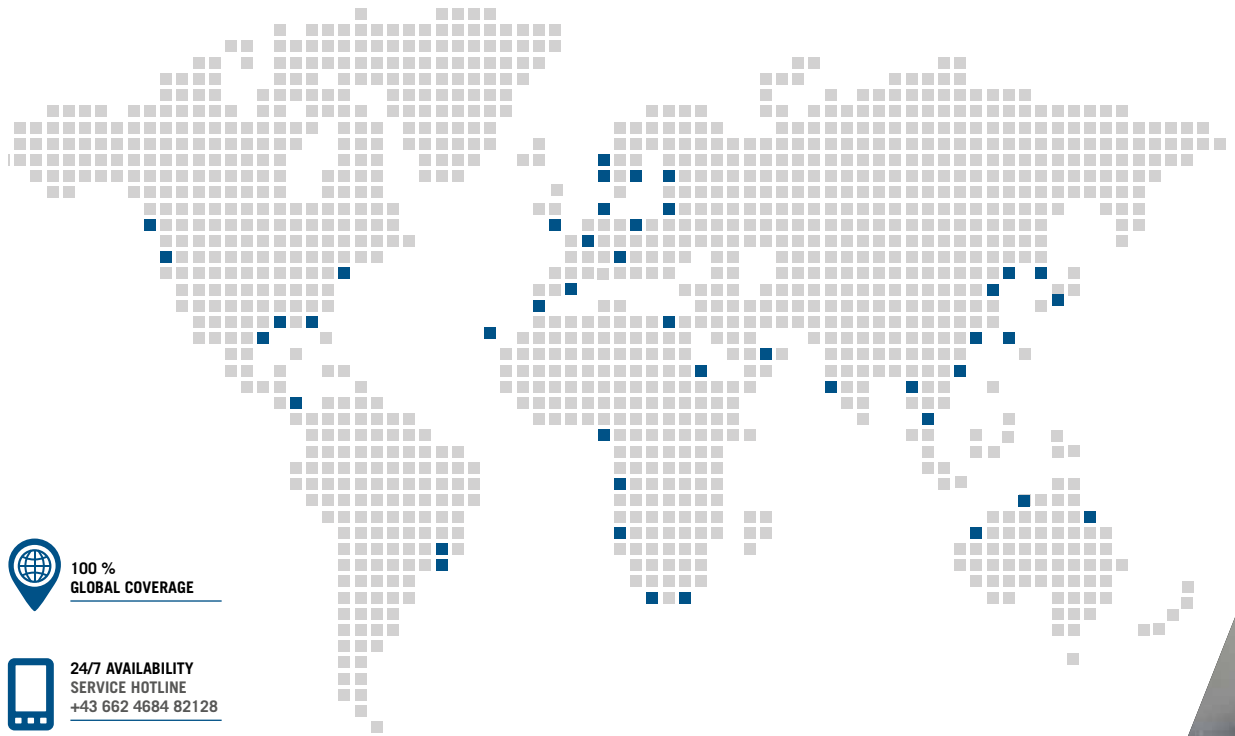 100 %
GLOBAL COVERAGE
24/7 AVAILABILITY
SERVICE HOTLINE
+43 662 4684 82128